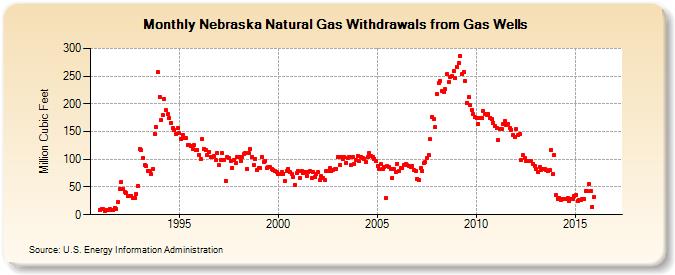 Monthly Nebraska Natural Gas Withdrawals from Gas Wells
Million Cubic Feet
300
250
200
150
100
50
0
1995 2000 2005 2010 2015
Source: U.S. Energy Information Administration